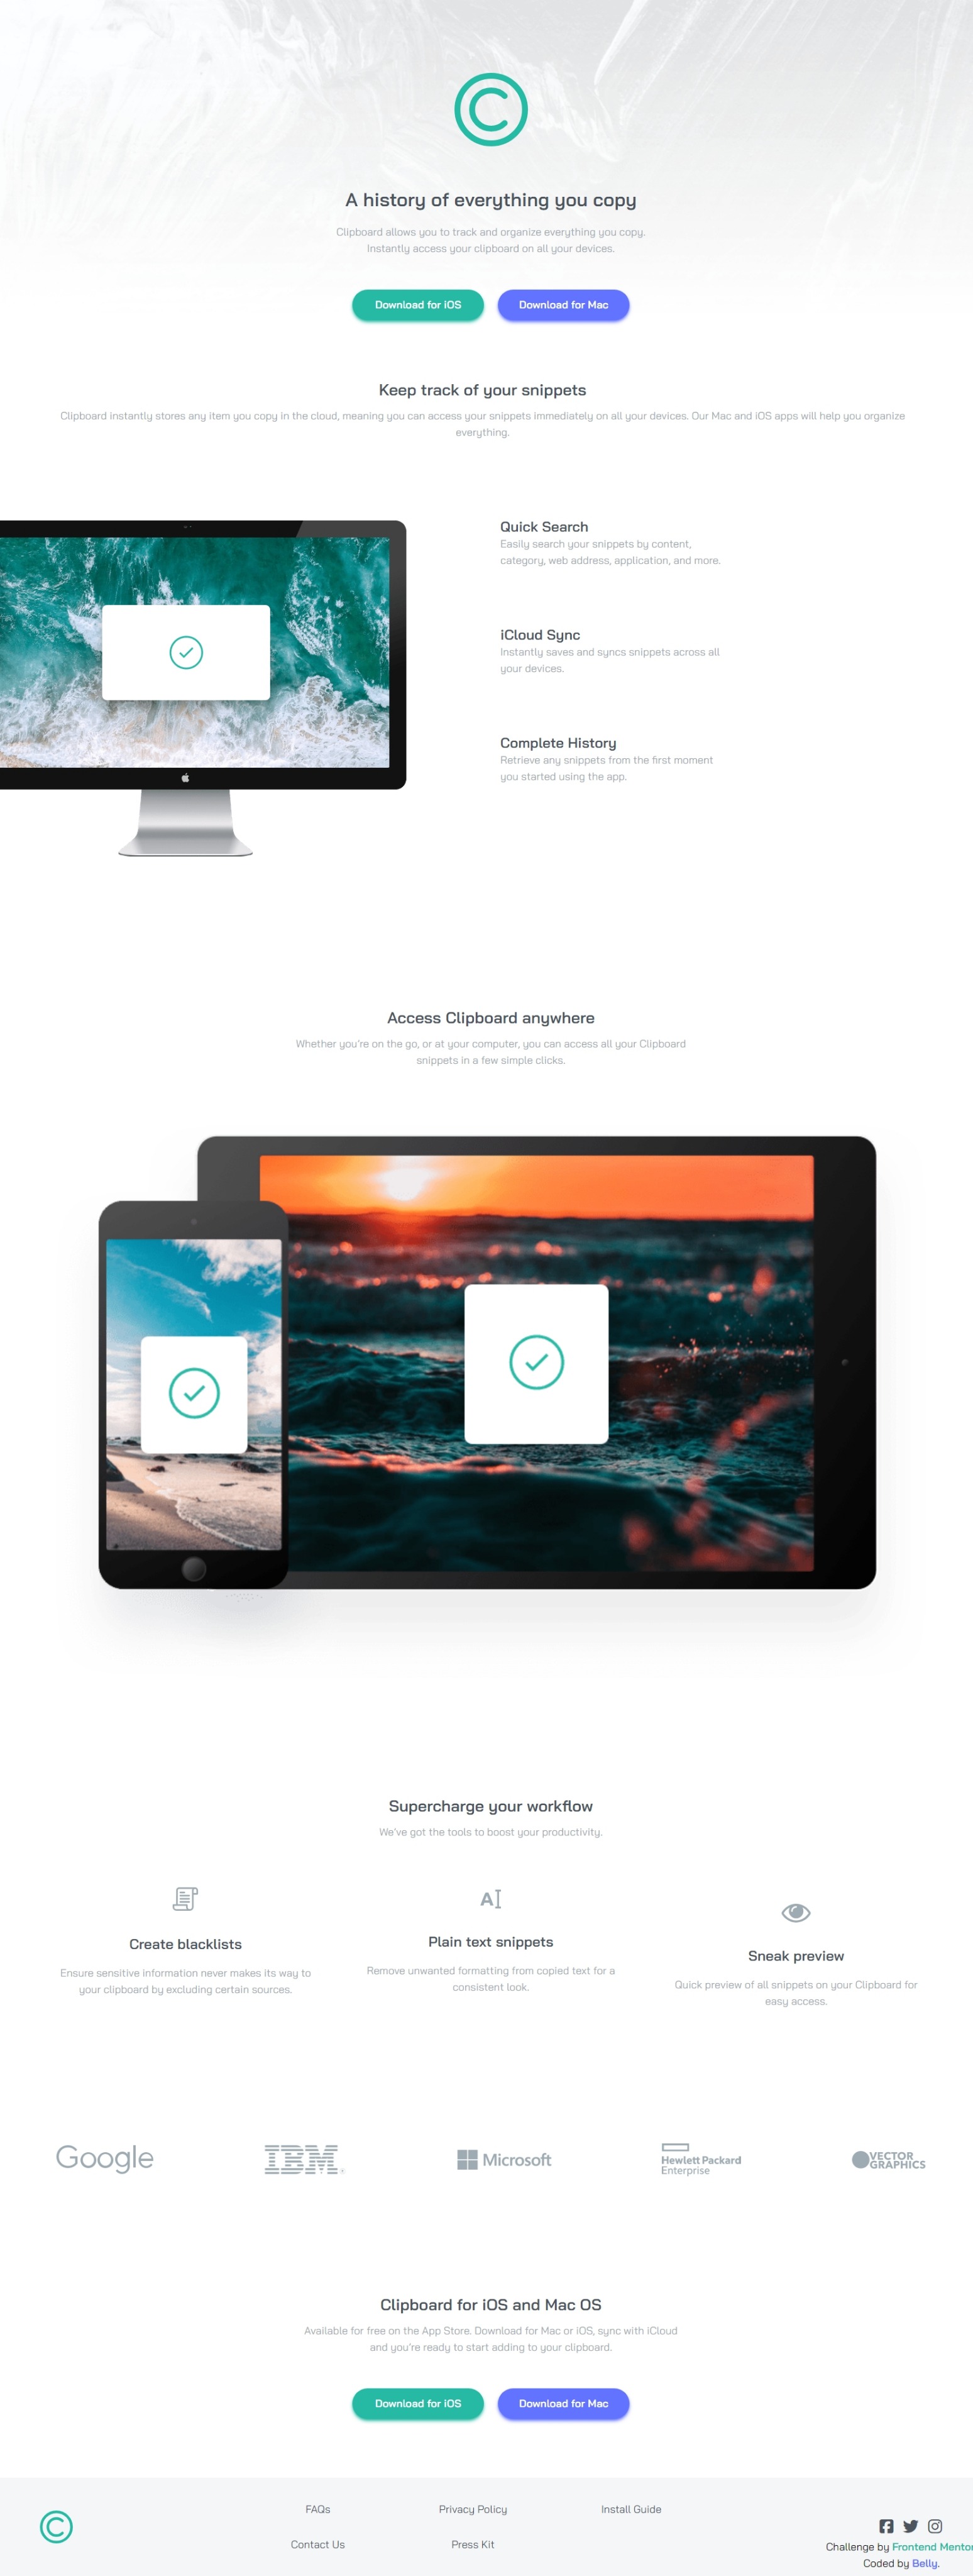 A history of everything you copy
Clipboard allows you to track and organize everything you copy.
Instantly access your clipboard on all your devices.
Download for iOS
Download for Mac
Keep track of your snippets
Clipboard instantly stores any item you copy in the cloud, meaning you can access your snippets immediately on all your devices. Our Mac and iOS apps will help you organize
everything.
Quick Search
Easily search your snippets by content,
category, web address, application, and more.
iCloud Sync
Instantly saves and syncs snippets across all
your devices.
Complete History
Retrieve any snippets from the first moment
you started using the app.
Access Clipboard anywhere
Whether you're on the go, or at your computer, you can access all your Clipboard
snippets in a few simple clicks.
Supercharge your workflow
We've got the tools to boost your productivity.
Create blacklists
Ensure sensitive information never makes its way to
your clipboard by excluding certain sources.
Plain text snippets
Remove unwanted formatting from copied text for a
consistent look.
Sneak preview
Quick preview of all snippets on your Clipboard for
easy access.
Google
IBM
Microsoft
Hewlett Packard
Enterprise
VECTOR
GRAPHICS
Clipboard for iOS and Mac OS
Available for free on the App Store. Download for Mac or iOS, sync with iCloud
and you're ready to start adding to your clipboard.
Download for iOS
Download for Mac
FAQs
Privacy Policy
Install Guide
Contact Us
Press Kit
Challenge by Frontend Mentor
Coded by Belly.